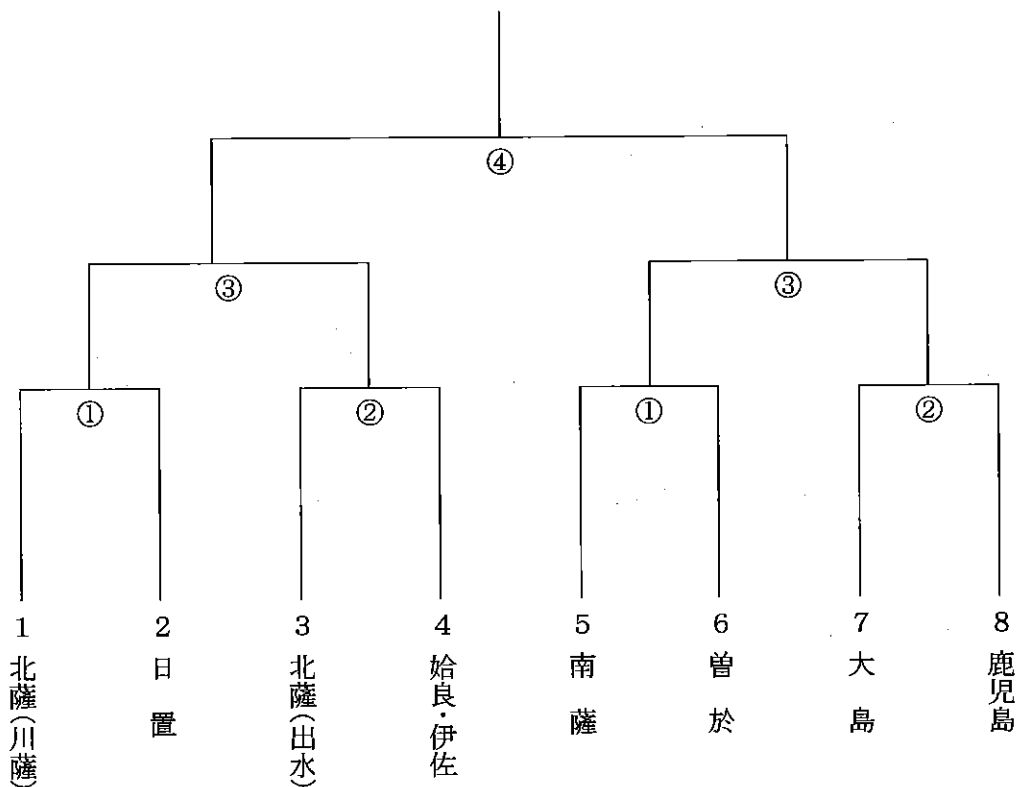 ④
③
③
①
②
①
②
1 北薩(川薩)
2 日置
3 北薩(出水)
4 姶良・伊佐
5 南薩
6 曽於
7 大島
8 鹿児島